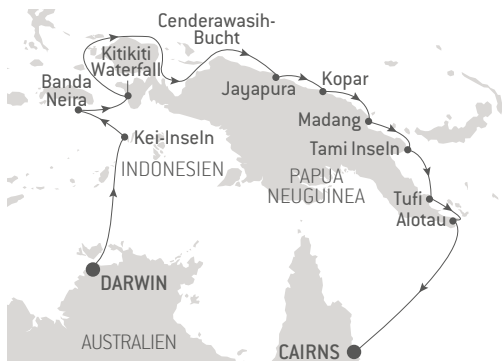 Cenderawasih-
Bucht
Kitikiti
Waterfall
Banda
Neira
Jayapura
Kopar
Madang
Kei-Inseln
Tami Inseln
INDONESIEN
PAPUA
NEUGUINEA
Tufi
Alotau
DARWIN
AUSTRALIEN
CAIRNS